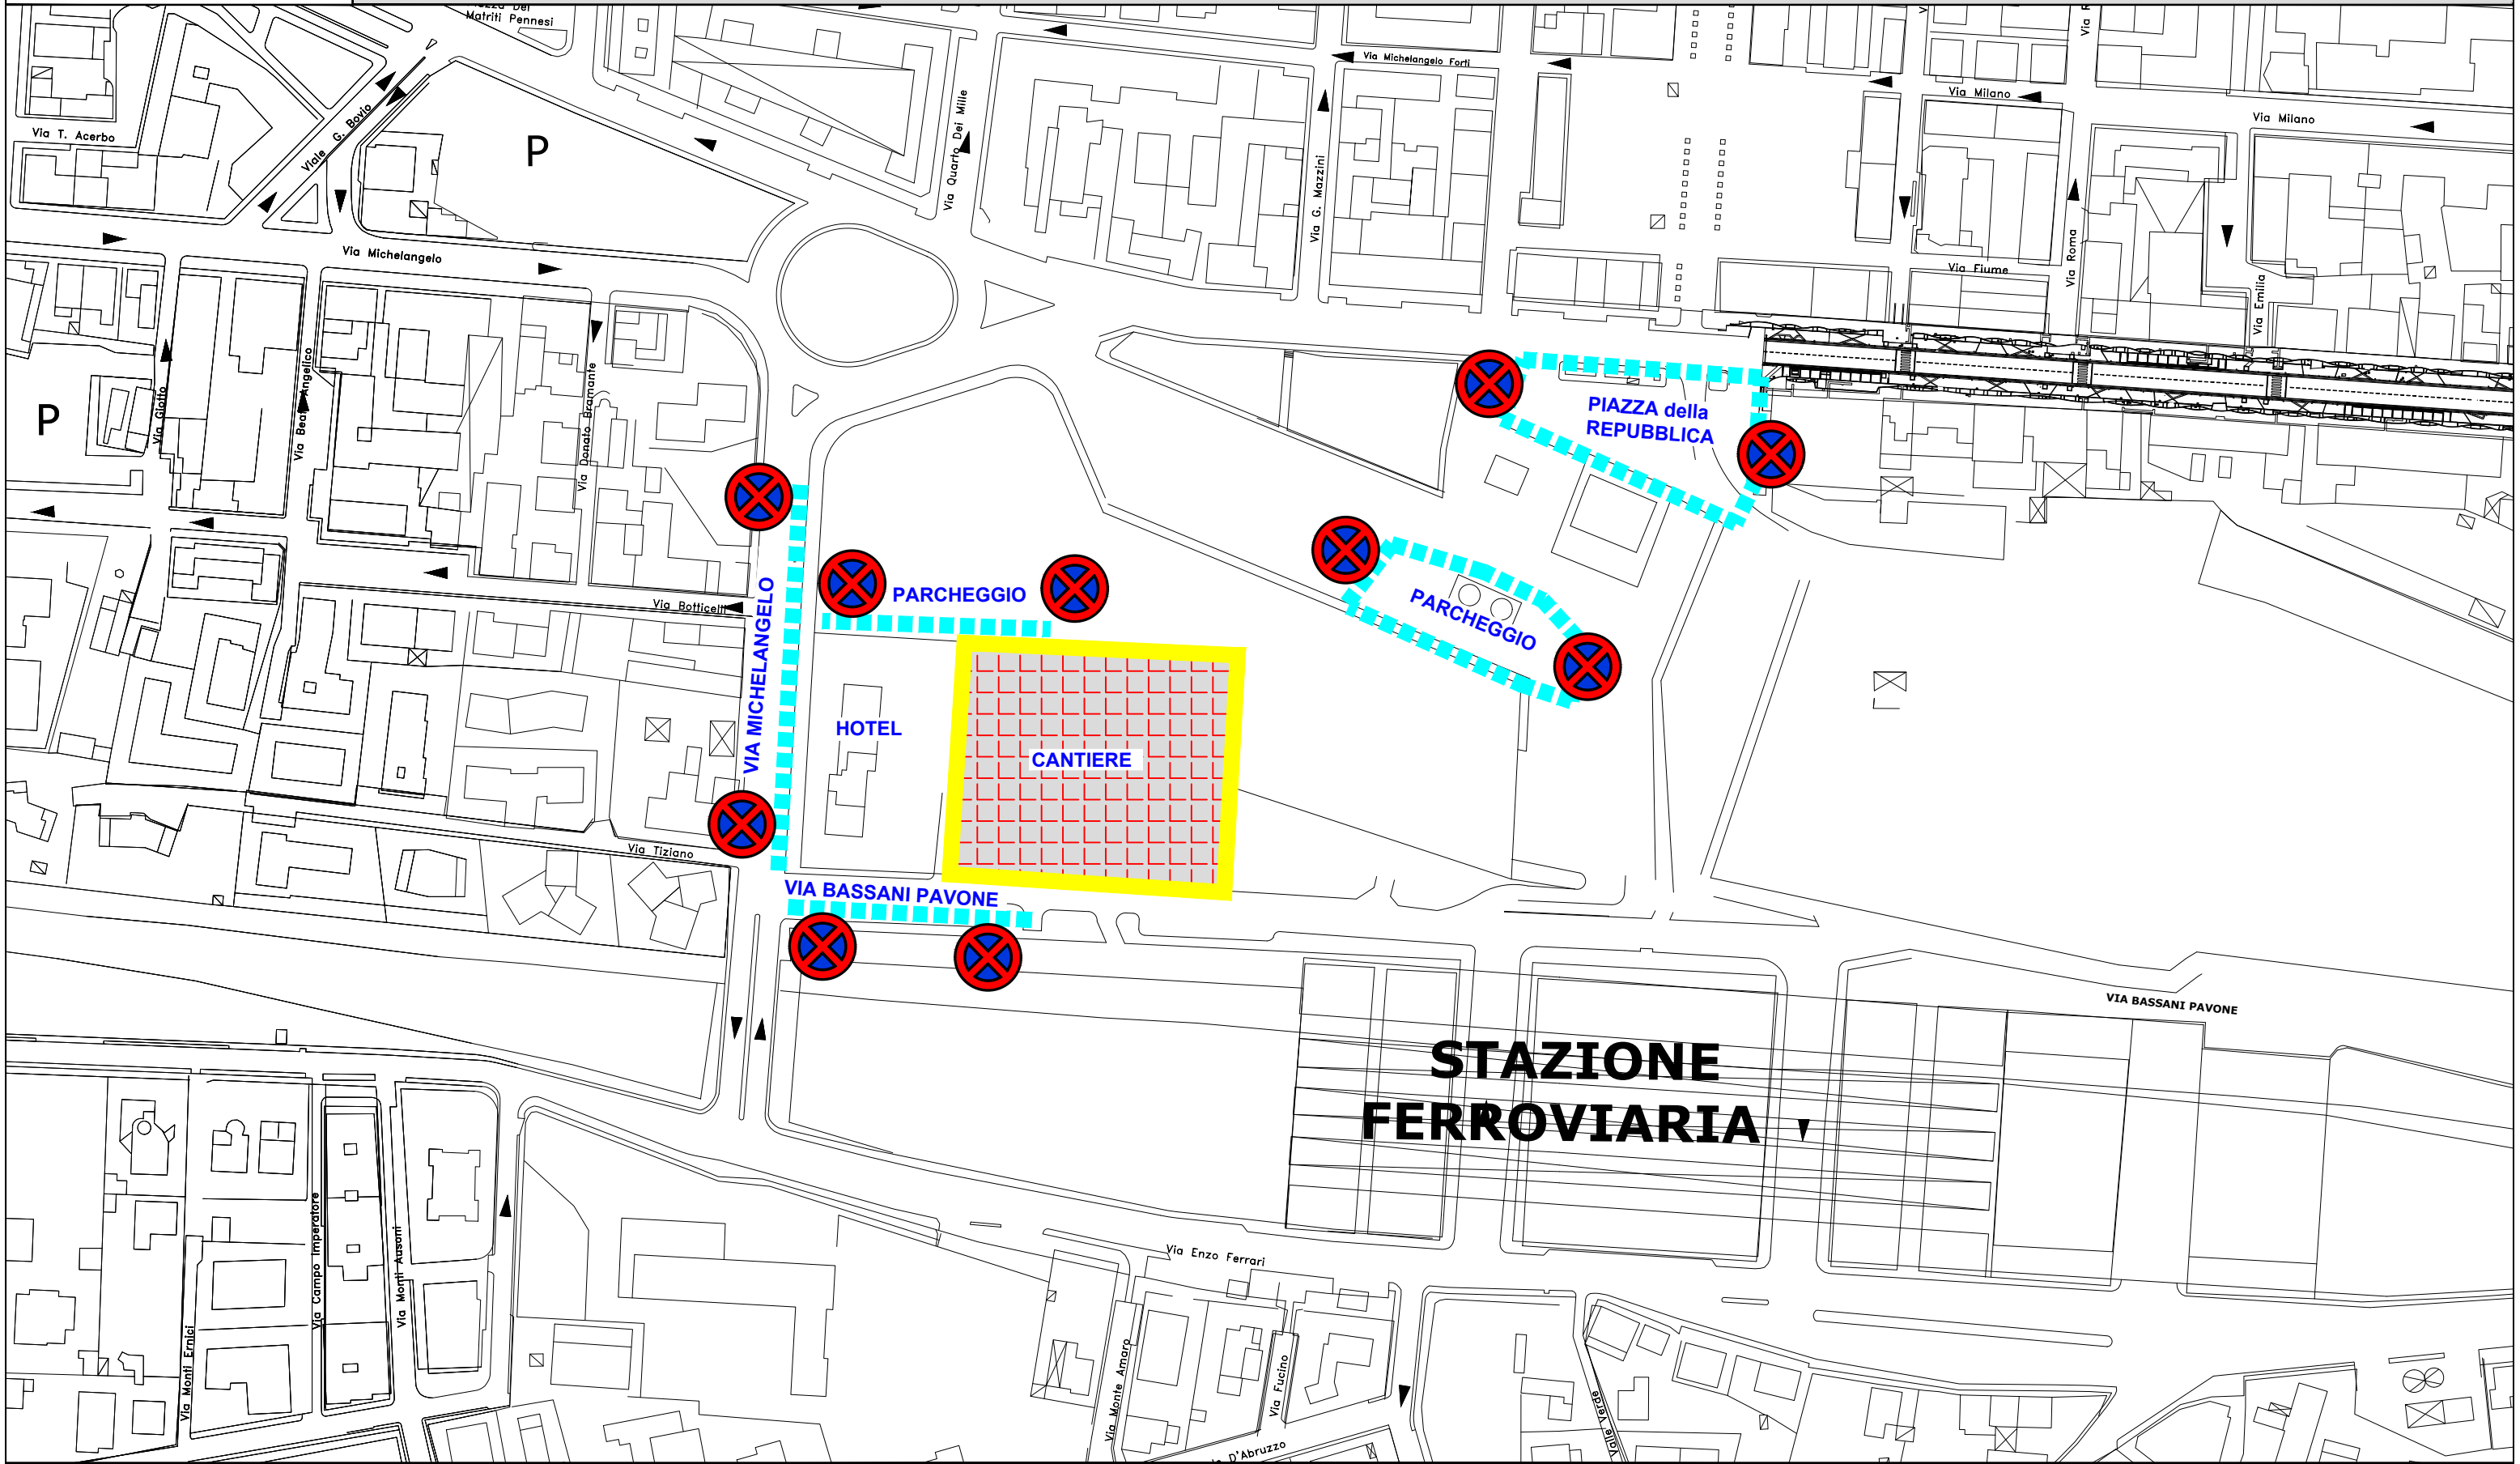 Matriti Pennesi
Via T. Acerbo
Viale G. Bovio
P
Via Quarto Dei Mille
Via G. Mazzini
Via Michelangelo Forti
Via Milano
Via Milano
Via Michelangelo
Via Fiume
Via Roma
Via Emilia
P
Via Giotto
Via Beato Angelico
Via Donato Bramante
PIAZZA della
REPUBBLICA
Via Botticelli
VIA MICHELANGELO
PARCHEGGIO
PARCHEGGIO
HOTEL
CANTIERE
Via Tiziano
VIA BASSANI PAVONE
VIA BASSANI PAVONE
STAZIONE
FERROVIARIA
Via Enzo Ferrari
Via Campo Imperatore
Via Monti Ausoni
Via Monti Ernici
Via Monte Amaro
Via Fucino
Valle Verde
D'Abruzzo